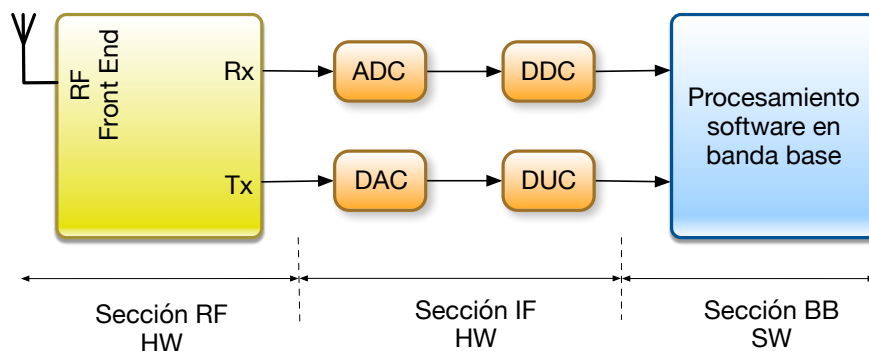 RF
Front End
Rx
Tx
ADC
DDC
DAC
DUC
Procesamiento
software en
banda base
Sección RF
HW
Sección IF
HW
Sección BB
SW